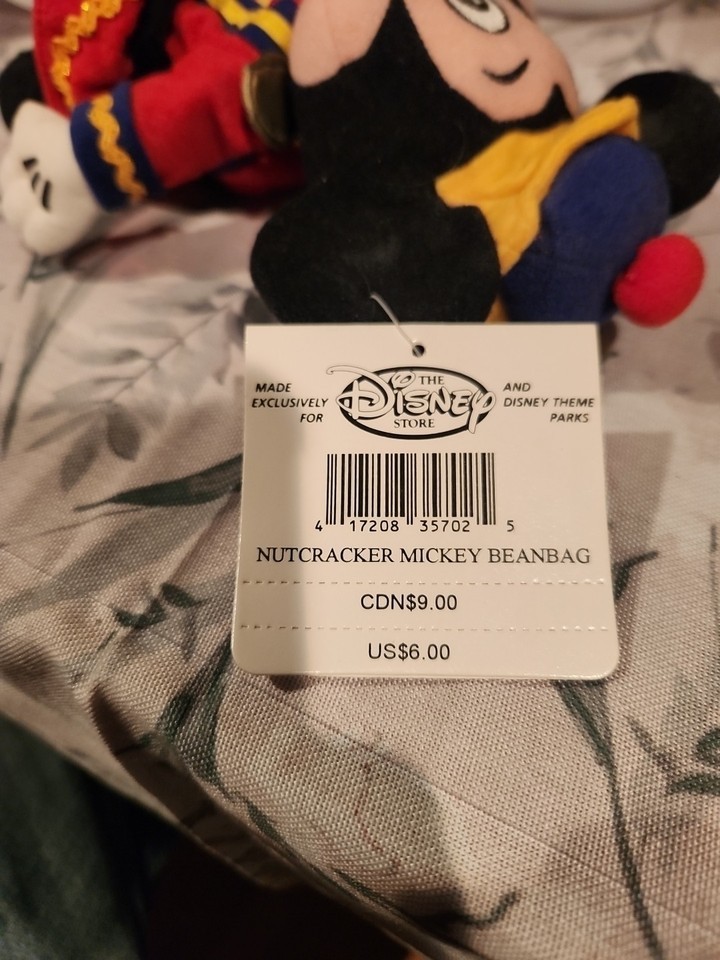 MADE EXCLUSIVELY FOR
THE Disney STORE
AND DISNEY THEME PARKS
4 17208 35702 5
NUTCRACKER MICKEY BEANBAG
CDN$9.00
US$6.00